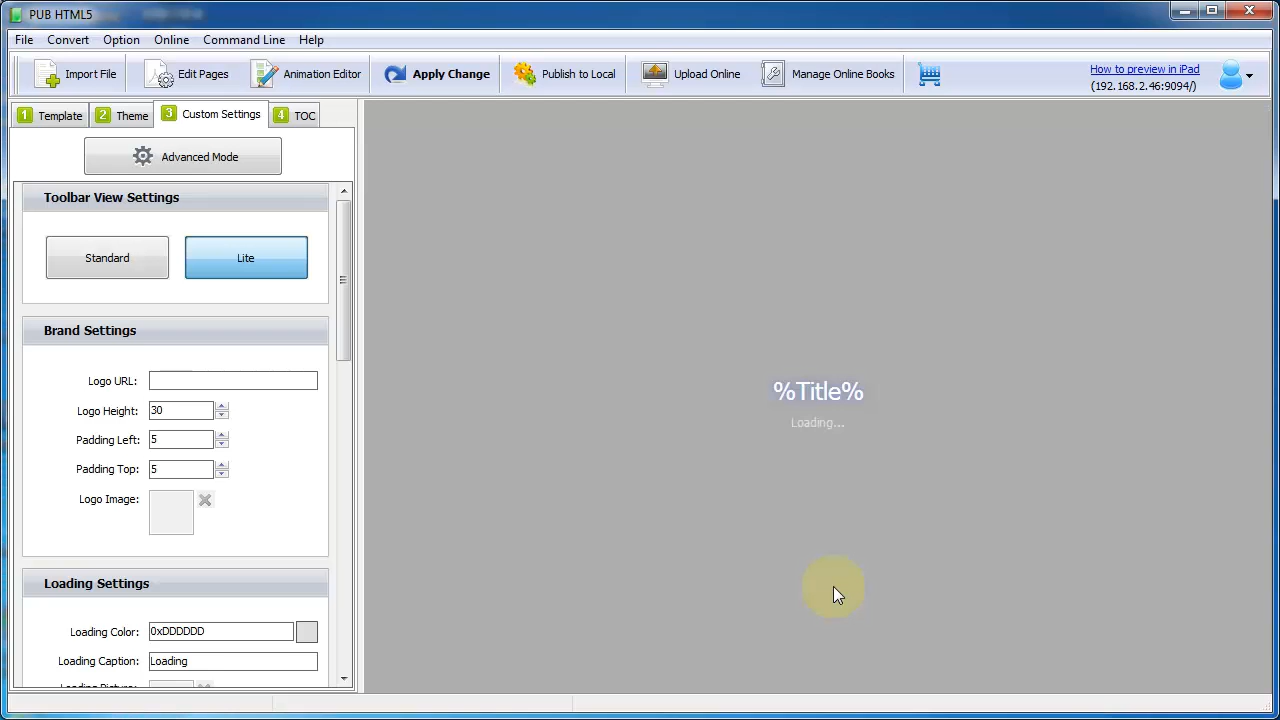 PUB HTML5
File Convert Option Online Command Line Help
Import File Edit Pages Animation Editor Apply Change Publish to Local Upload Online Manage Online Books How to preview in iPad
(192.168.2.46:9094/)
1 Template 2 Theme 3 Custom Settings 4 TOC
Advanced Mode
Toolbar View Settings
Standard Lite
Brand Settings
Logo URL:
Logo Height: 30
Padding Left: 5
Padding Top: 5
Logo Image:
%Title%
Loading...
Loading Settings
Loading Color: 0xDDDDDD
Loading Caption: Loading
Loading Picture: